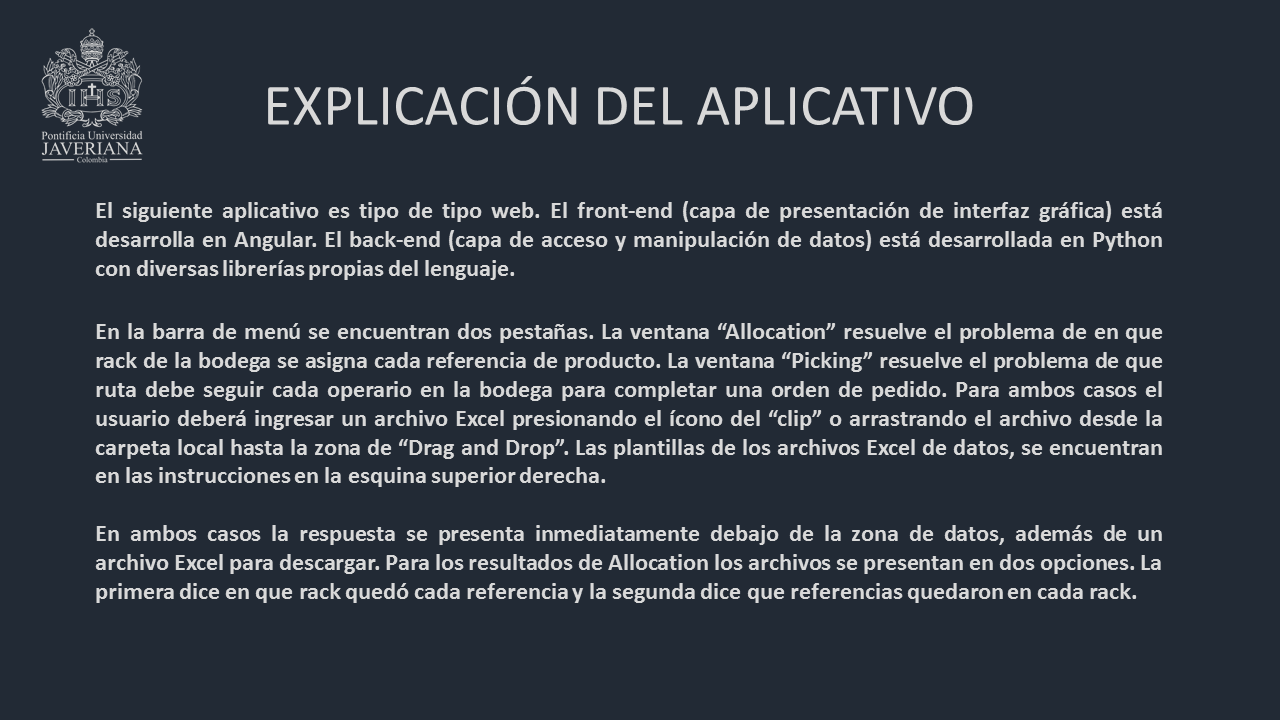 IHS
Pontificia Universidad
JAVERIANA
Colombia
EXPLICACIÓN DEL APLICATIVO
El siguiente aplicativo es tipo de tipo web. El front-end (capa de presentación de interfaz gráfica) está
desarrolla en Angular. El back-end (capa de acceso y manipulación de datos) está desarrollada en Python
con diversas librerías propias del lenguaje.
En la barra de menú se encuentran dos pestañas. La ventana “Allocation” resuelve el problema de en que
rack de la bodega se asigna cada referencia de producto. La ventana “Picking” resuelve el problema de que
ruta debe seguir cada operario en la bodega para completar una orden de pedido. Para ambos casos el
usuario deberá ingresar un archivo Excel presionando el ícono del “clip” o arrastrando el archivo desde la
carpeta local hasta la zona de “Drag and Drop”. Las plantillas de los archivos Excel de datos, se encuentran
en las instrucciones en la esquina superior derecha.
En ambos casos la respuesta se presenta inmediatamente debajo de la zona de datos, además de un
archivo Excel para descargar. Para los resultados de Allocation los archivos se presentan en dos opciones. La
primera dice en que rack quedó cada referencia y la segunda dice que referencias quedaron en cada rack.